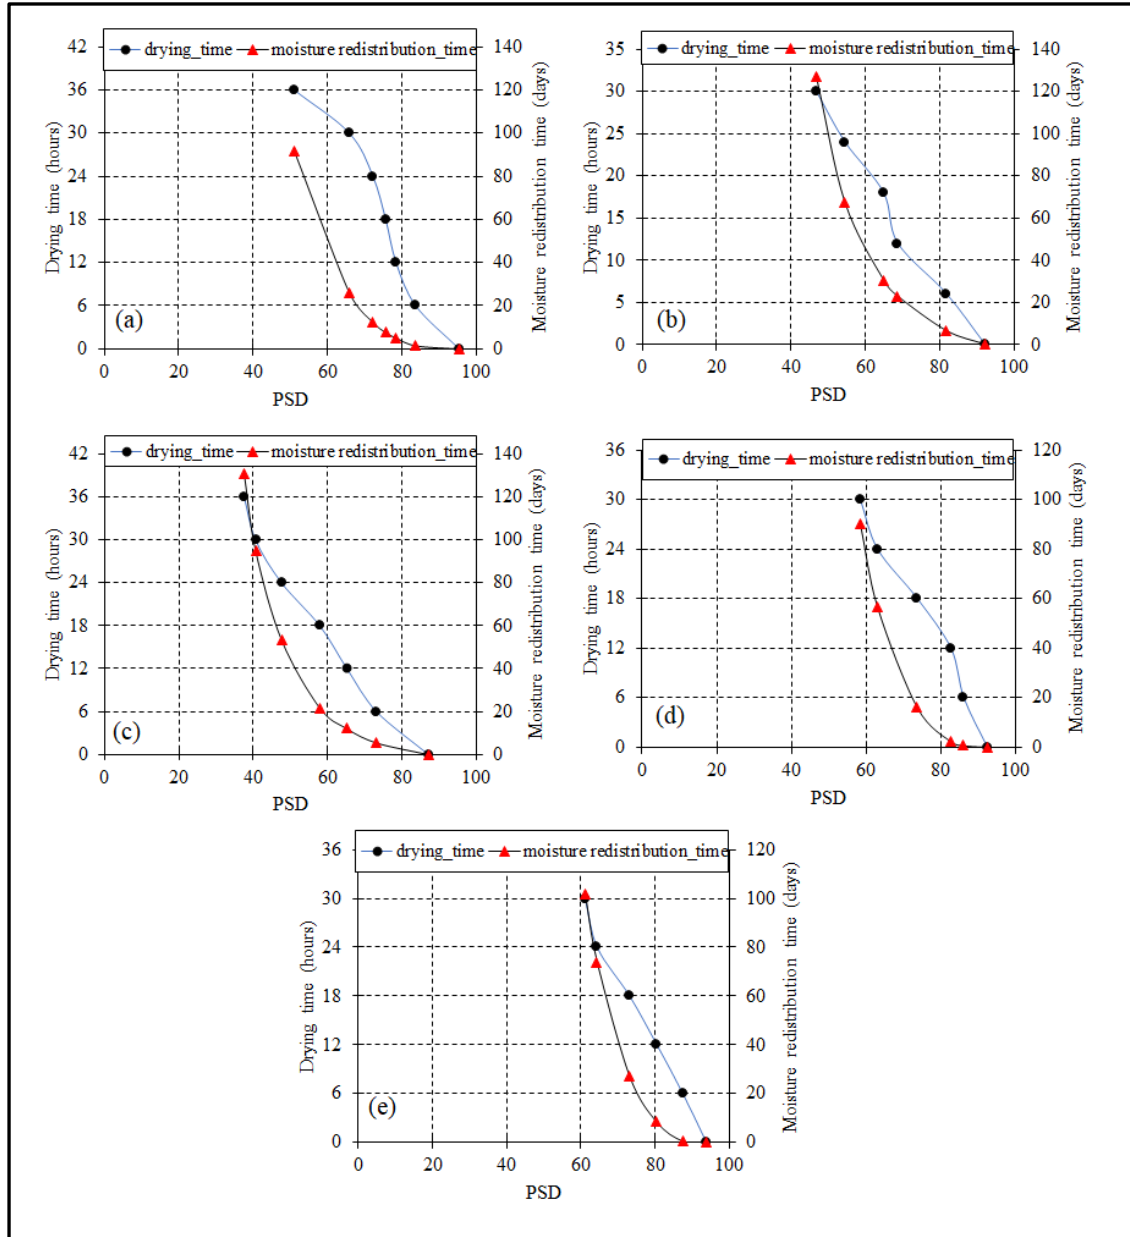 drying_time moisture redistribution_time
42 36 30 24 18 12 6 0
140 120 100 80 60 40 20 0
Drying time (hours)
Moisture redistribution time (days)
(a)
0 20 40 60 80 100
PSD
drying_time moisture redistribution_time
35 30 25 20 15 10 5 0
140 120 100 80 60 40 20 0
Drying time (hours)
Moisture redistribution time (days)
(b)
0 20 40 60 80 100
PSD
drying_time moisture redistribution_time
42 36 30 24 18 12 6 0
140 120 100 80 60 40 20 0
Drying time (hours)
Moisture redistribution time (days)
(c)
0 20 40 60 80 100
PSD
drying_time moisture redistribution_time
36 30 24 18 12 6 0
120 100 80 60 40 20 0
Drying time (hours)
Moisture redistribution time (days)
(d)
0 20 40 60 80 100
PSD
drying_time moisture redistribution_time
36 30 24 18 12 6 0
120 100 80 60 40 20 0
Drying time (hours)
Moisture redistribution time (days)
(e)
0 20 40 60 80 100
PSD